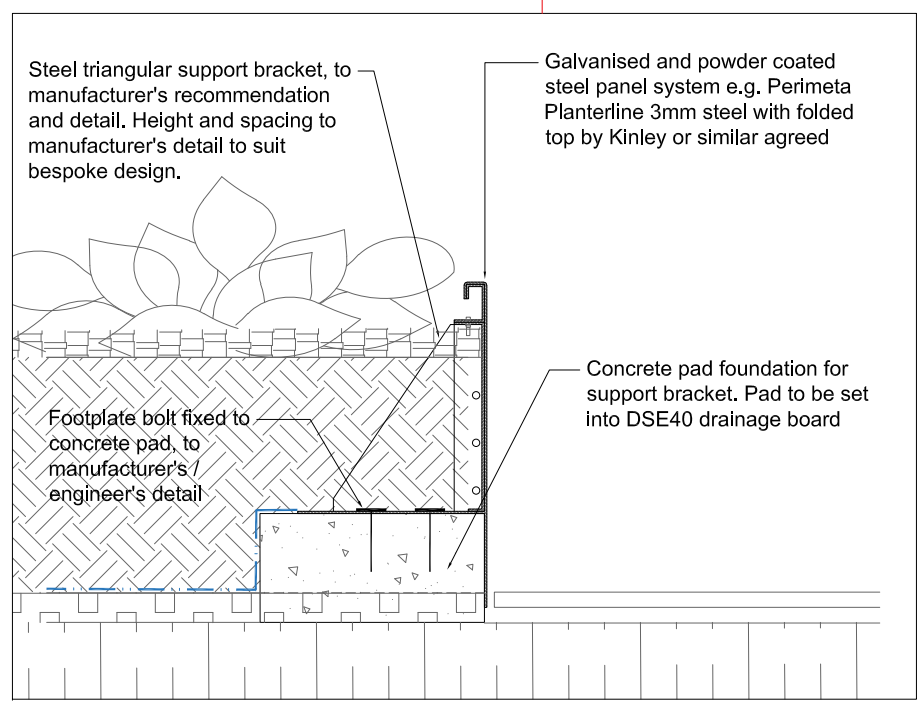 Steel triangular support bracket, to
manufacturer's recommendation
and detail. Height and spacing to
manufacturer's detail to suit
bespoke design.
Galvanised and powder coated
steel panel system e.g. Perimeta
Planterline 3mm steel with folded
top by Kinley or similar agreed
Concrete pad foundation for
support bracket. Pad to be set
into DSE40 drainage board
Footplate bolt fixed to
concrete pad, to
manufacturer's /
engineer's detail